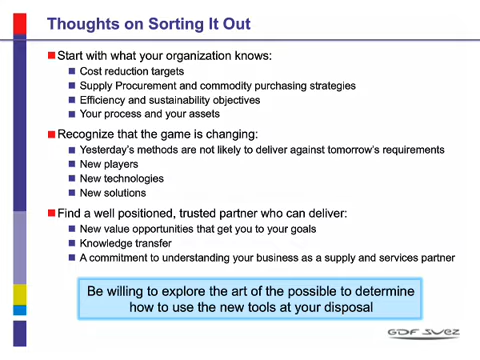 Thoughts on Sorting It Out
Start with what your organization knows:
Cost reduction targets
Supply Procurement and commodity purchasing strategies
Efficiency and sustainability objectives
Your process and your assets
Recognize that the game is changing:
Yesterday's methods are not likely to deliver against tomorrow's requirements
New players
New technologies
New solutions
Find a well positioned, trusted partner who can deliver:
New value opportunities that get you to your goals
Knowledge transfer
A commitment to understanding your business as a supply and services partner
Be willing to explore the art of the possible to determine
how to use the new tools at your disposal
GDF SUEZ